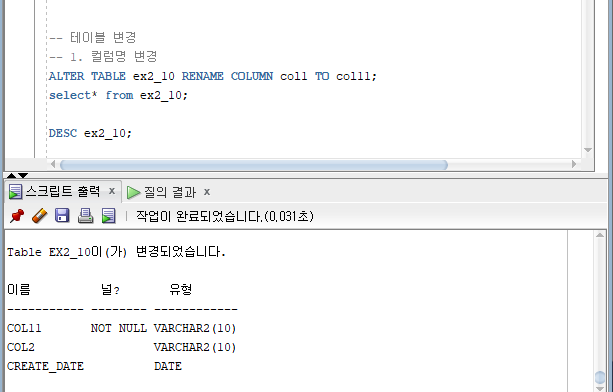 -- 테이블 변경
-- 1. 컬럼명 변경
ALTER TABLE ex2_10 RENAME COLUMN col1 TO col11;
select* from ex2_10;
DESC ex2_10;
스크립트 출력 x 질의 결과 x
작업이 완료되었습니다.(0,031초)
Table EX2_10이(가) 변경되었습니다.
이름 널? 유형
----------- -------- ------------
COL11 NOT NULL VARCHAR2(10)
COL2 VARCHAR2(10)
CREATE_DATE DATE